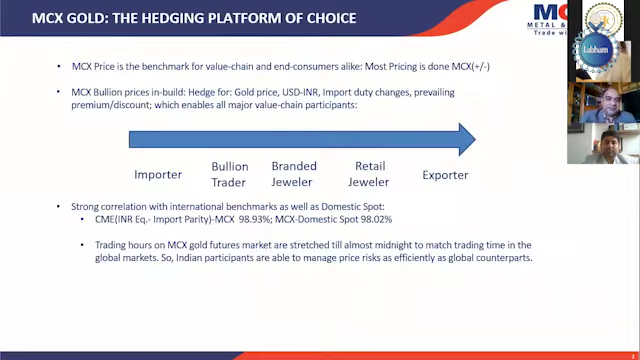 MCX GOLD: THE HEDGING PLATFORM OF CHOICE
METAL &
Trade wi
Labham
• MCX Price is the benchmark for value-chain and end-consumers alike: Most Pricing is done MCX(+/-)
• MCX Bullion prices in-build: Hedge for: Gold price, USD-INR, Import duty changes, prevailing
premium/discount; which enables all major value-chain participants:
Importer
Bullion
Trader
Branded
Jeweler
Retail
Jeweler
Exporter
• Strong correlation with international benchmarks as well as Domestic Spot:
CME(INR Eq.- Import Parity)-MCX 98.93%; MCX-Domestic Spot 98.02%
• Trading hours on MCX gold futures market are stretched till almost midnight to match trading time in the
global markets. So, Indian participants are able to manage price risks as efficiently as global counterparts.